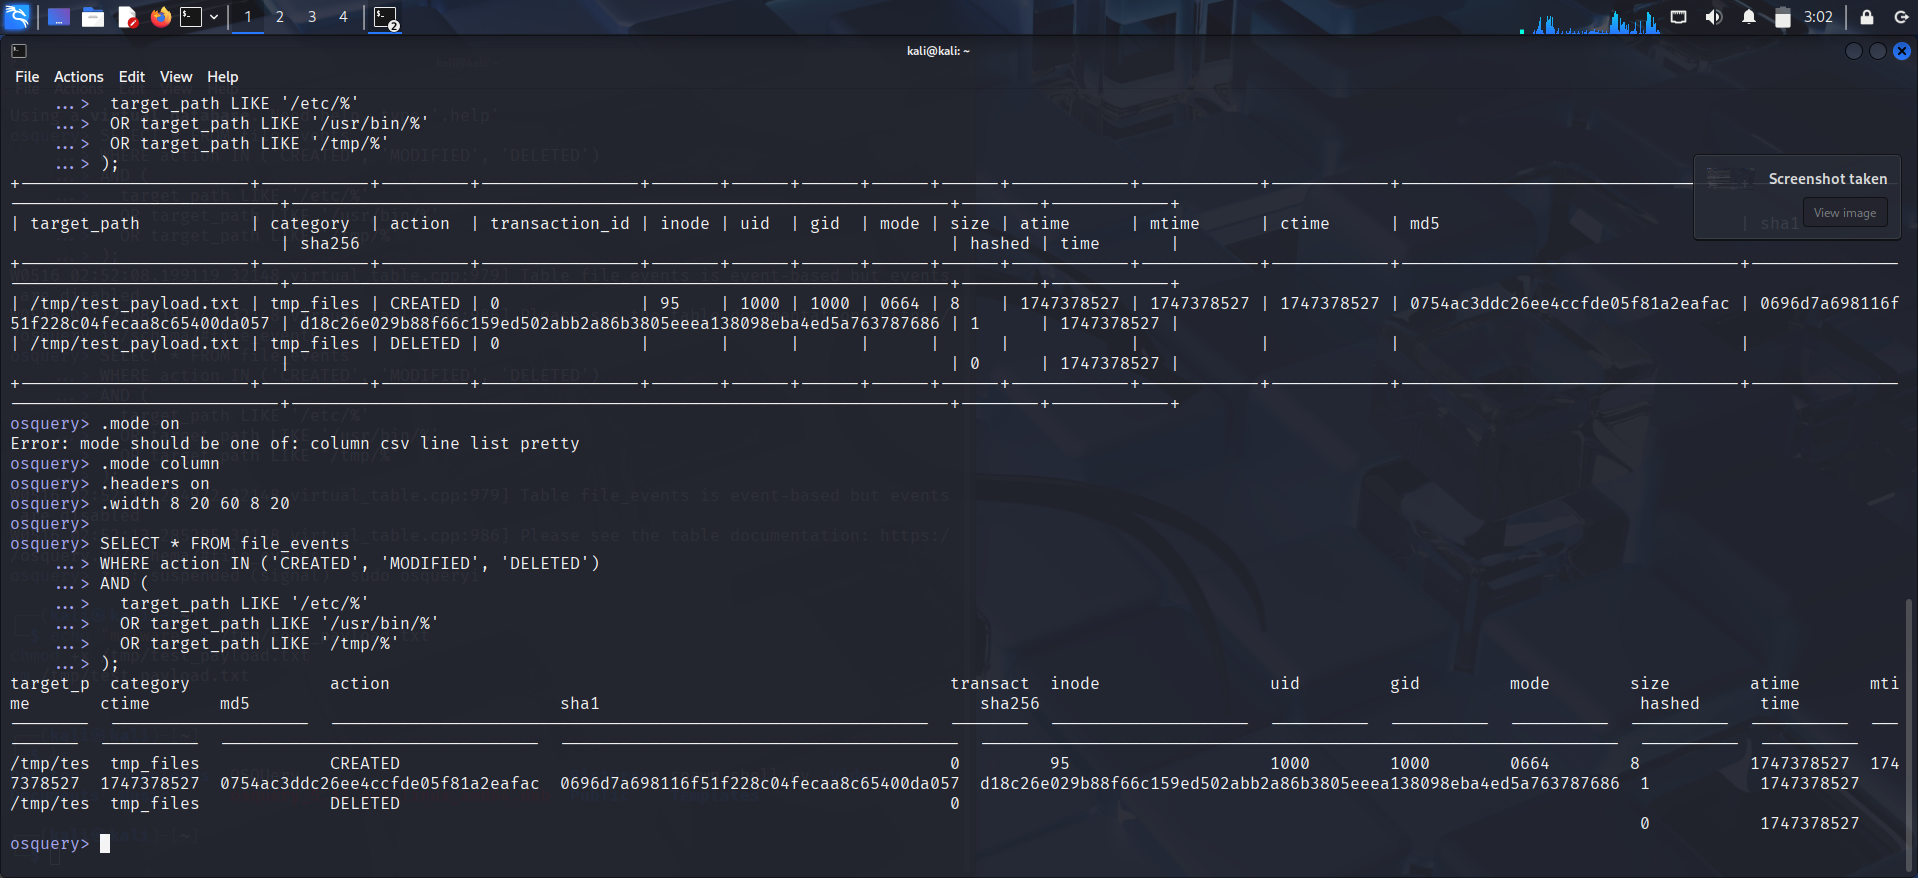 1 2 3 4 2 3:02
kali@kali: ~
File Actions Edit View Help
...> target_path LIKE '/etc/%'
...> OR target_path LIKE '/usr/bin/%'
...> OR target_path LIKE '/tmp/%'
...> );
Screenshot taken
View image
| target_path | category | action | transaction_id | inode | uid | gid | mode | size | atime | mtime | ctime | md5 | sha1
| sha256 | hashed | time |
| /tmp/test_payload.txt | tmp_files | CREATED | 0 | 95 | 1000 | 1000 | 0664 | 8 | 1747378527 | 1747378527 | 1747378527 | 0754ac3ddc26ee4ccfde05f81a2eafac | 0696d7a698116f
51f228c04fecaa8c65400da057 | d18c26e029b88f66c159ed502abb2a86b3805eeea138098eba4ed5a763787686 | 1 | 1747378527 |
| /tmp/test_payload.txt | tmp_files | DELETED | 0 | | | | | | | | | |
| | 0 | 1747378527 |
osquery> .mode on
Error: mode should be one of: column csv line list pretty
osquery> .mode column
osquery> .headers on
osquery> .width 8 20 60 8 20
osquery>
osquery> SELECT * FROM file_events
...> WHERE action IN ('CREATED', 'MODIFIED', 'DELETED')
...> AND (
...> target_path LIKE '/etc/%'
...> OR target_path LIKE '/usr/bin/%'
...> OR target_path LIKE '/tmp/%'
...> );
target_p category action transact inode uid gid mode size atime mti
me ctime md5 sha1 sha256 hashed time
/tmp/tes tmp_files CREATED 0 95 1000 1000 0664 8 1747378527 174
7378527 1747378527 0754ac3ddc26ee4ccfde05f81a2eafac 0696d7a698116f51f228c04fecaa8c65400da057 d18c26e029b88f66c159ed502abb2a86b3805eeea138098eba4ed5a763787686 1 1747378527
/tmp/tes tmp_files DELETED 0
0 1747378527
osquery>